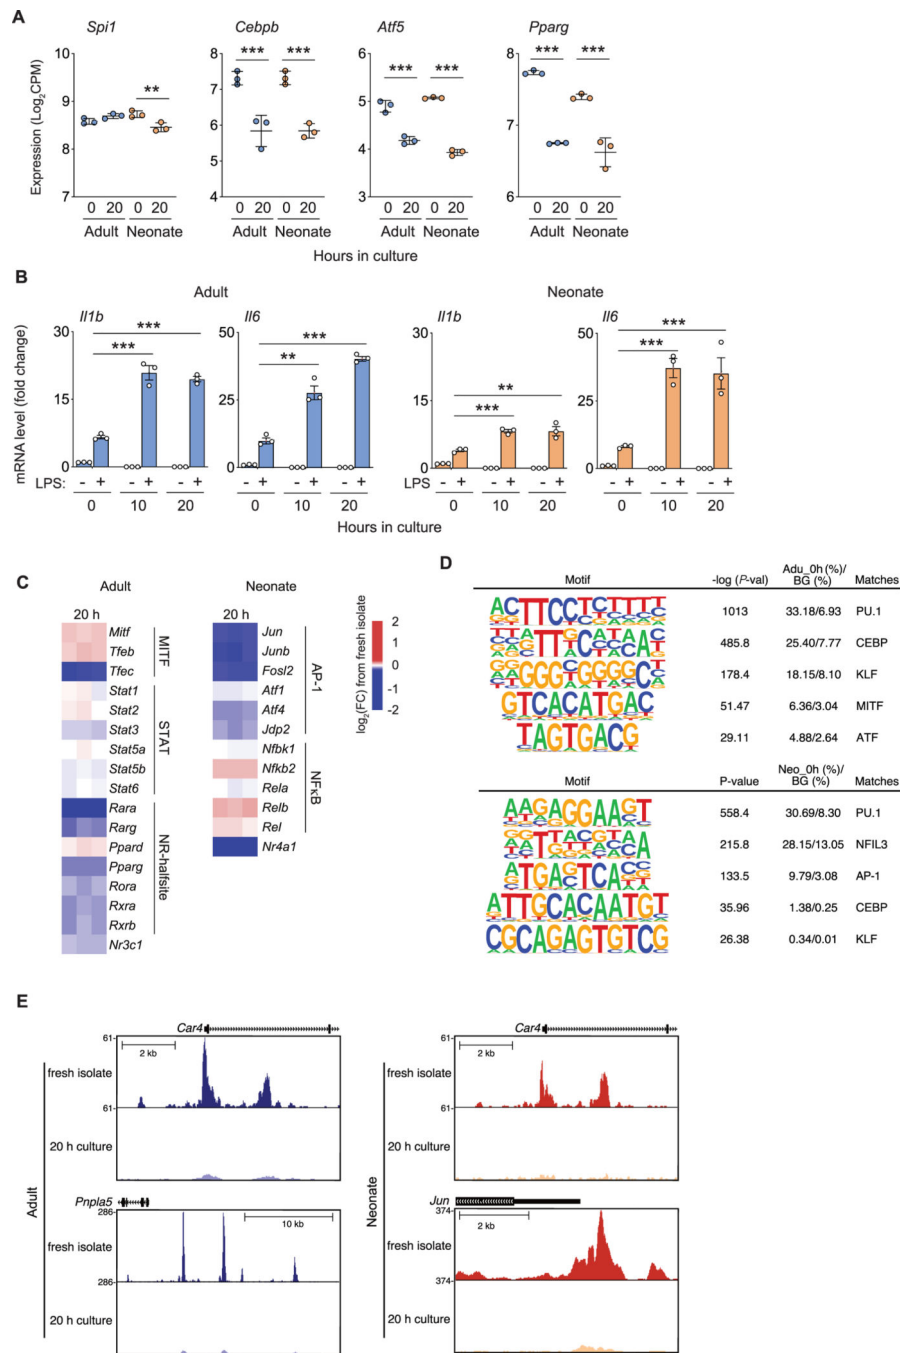 A
Spi1 Cebpb Atf5 Pparg
Expression (Log2CPM)
10 9 8 7
8 7 6 5 4
6 5 4 3
8 7 6
** *** *** *** *** *** ***
0 20 0 20 0 20 0 20 0 20 0 20 0 20 0 20
Adult Neonate Adult Neonate Adult Neonate Adult Neonate
Hours in culture
B
Adult Neonate
Il1b Il6 Il1b Il6
mRNA level (fold change)
30 15 0
50 25 0
30 15 0
50 25 0
*** *** *** ** ** *** *** ***
LPS: - + - + - + - + - + - + LPS - + - + - + - + - + - +
0 10 20 0 10 20 0 10 20 0 10 20
Hours in culture
C
Adult Neonate
20 h 20 h
Mitf
Tfeb
Tfec
MITF
Stat1
Stat2
Stat3
Stat5a
Stat5b
Stat6
STAT
Rara
Rarg
Ppard
Pparg
Rora
Rxra
Rxrb
Nr3c1
NR-halfsite
Jun
Junb
Fosl2
Atf1
Atf4
Jdp2
AP-1
Nfbk1
Nfkb2
Rela
Relb
Rel
NFκB
Nr4a1
2
1
0
-1
-2
log2(FC) from fresh isolate
D
Motif -log (P-val) Adu_0h (%)/ BG (%) Matches
1013 33.18/6.93 PU.1
485.8 25.40/7.77 CEBP
178.4 18.15/8.10 KLF
GTCACATGAC 51.47 6.36/3.04 MITF
TAGTGACG 29.11 4.88/2.64 ATF
Motif P-value Neo_0h (%)/ BG (%) Matches
AAGAGGAAGT 558.4 30.69/8.30 PU.1
215.8 28.15/13.05 NFIL3
ATGAGTCA 133.5 9.79/3.08 AP-1
ATTGCACAATGT 35.96 1.38/0.25 CEBP
CGCAGAGTGTCG 26.38 0.34/0.01 KLF
E
Adult
Car4
61
2 kb
fresh isolate
61
20 h culture
Pnpla5
286
10 kb
fresh isolate
286
20 h culture
Neonate
Car4
61
2 kb
fresh isolate
61
20 h culture
Jun
374
2 kb
fresh isolate
374
20 h culture